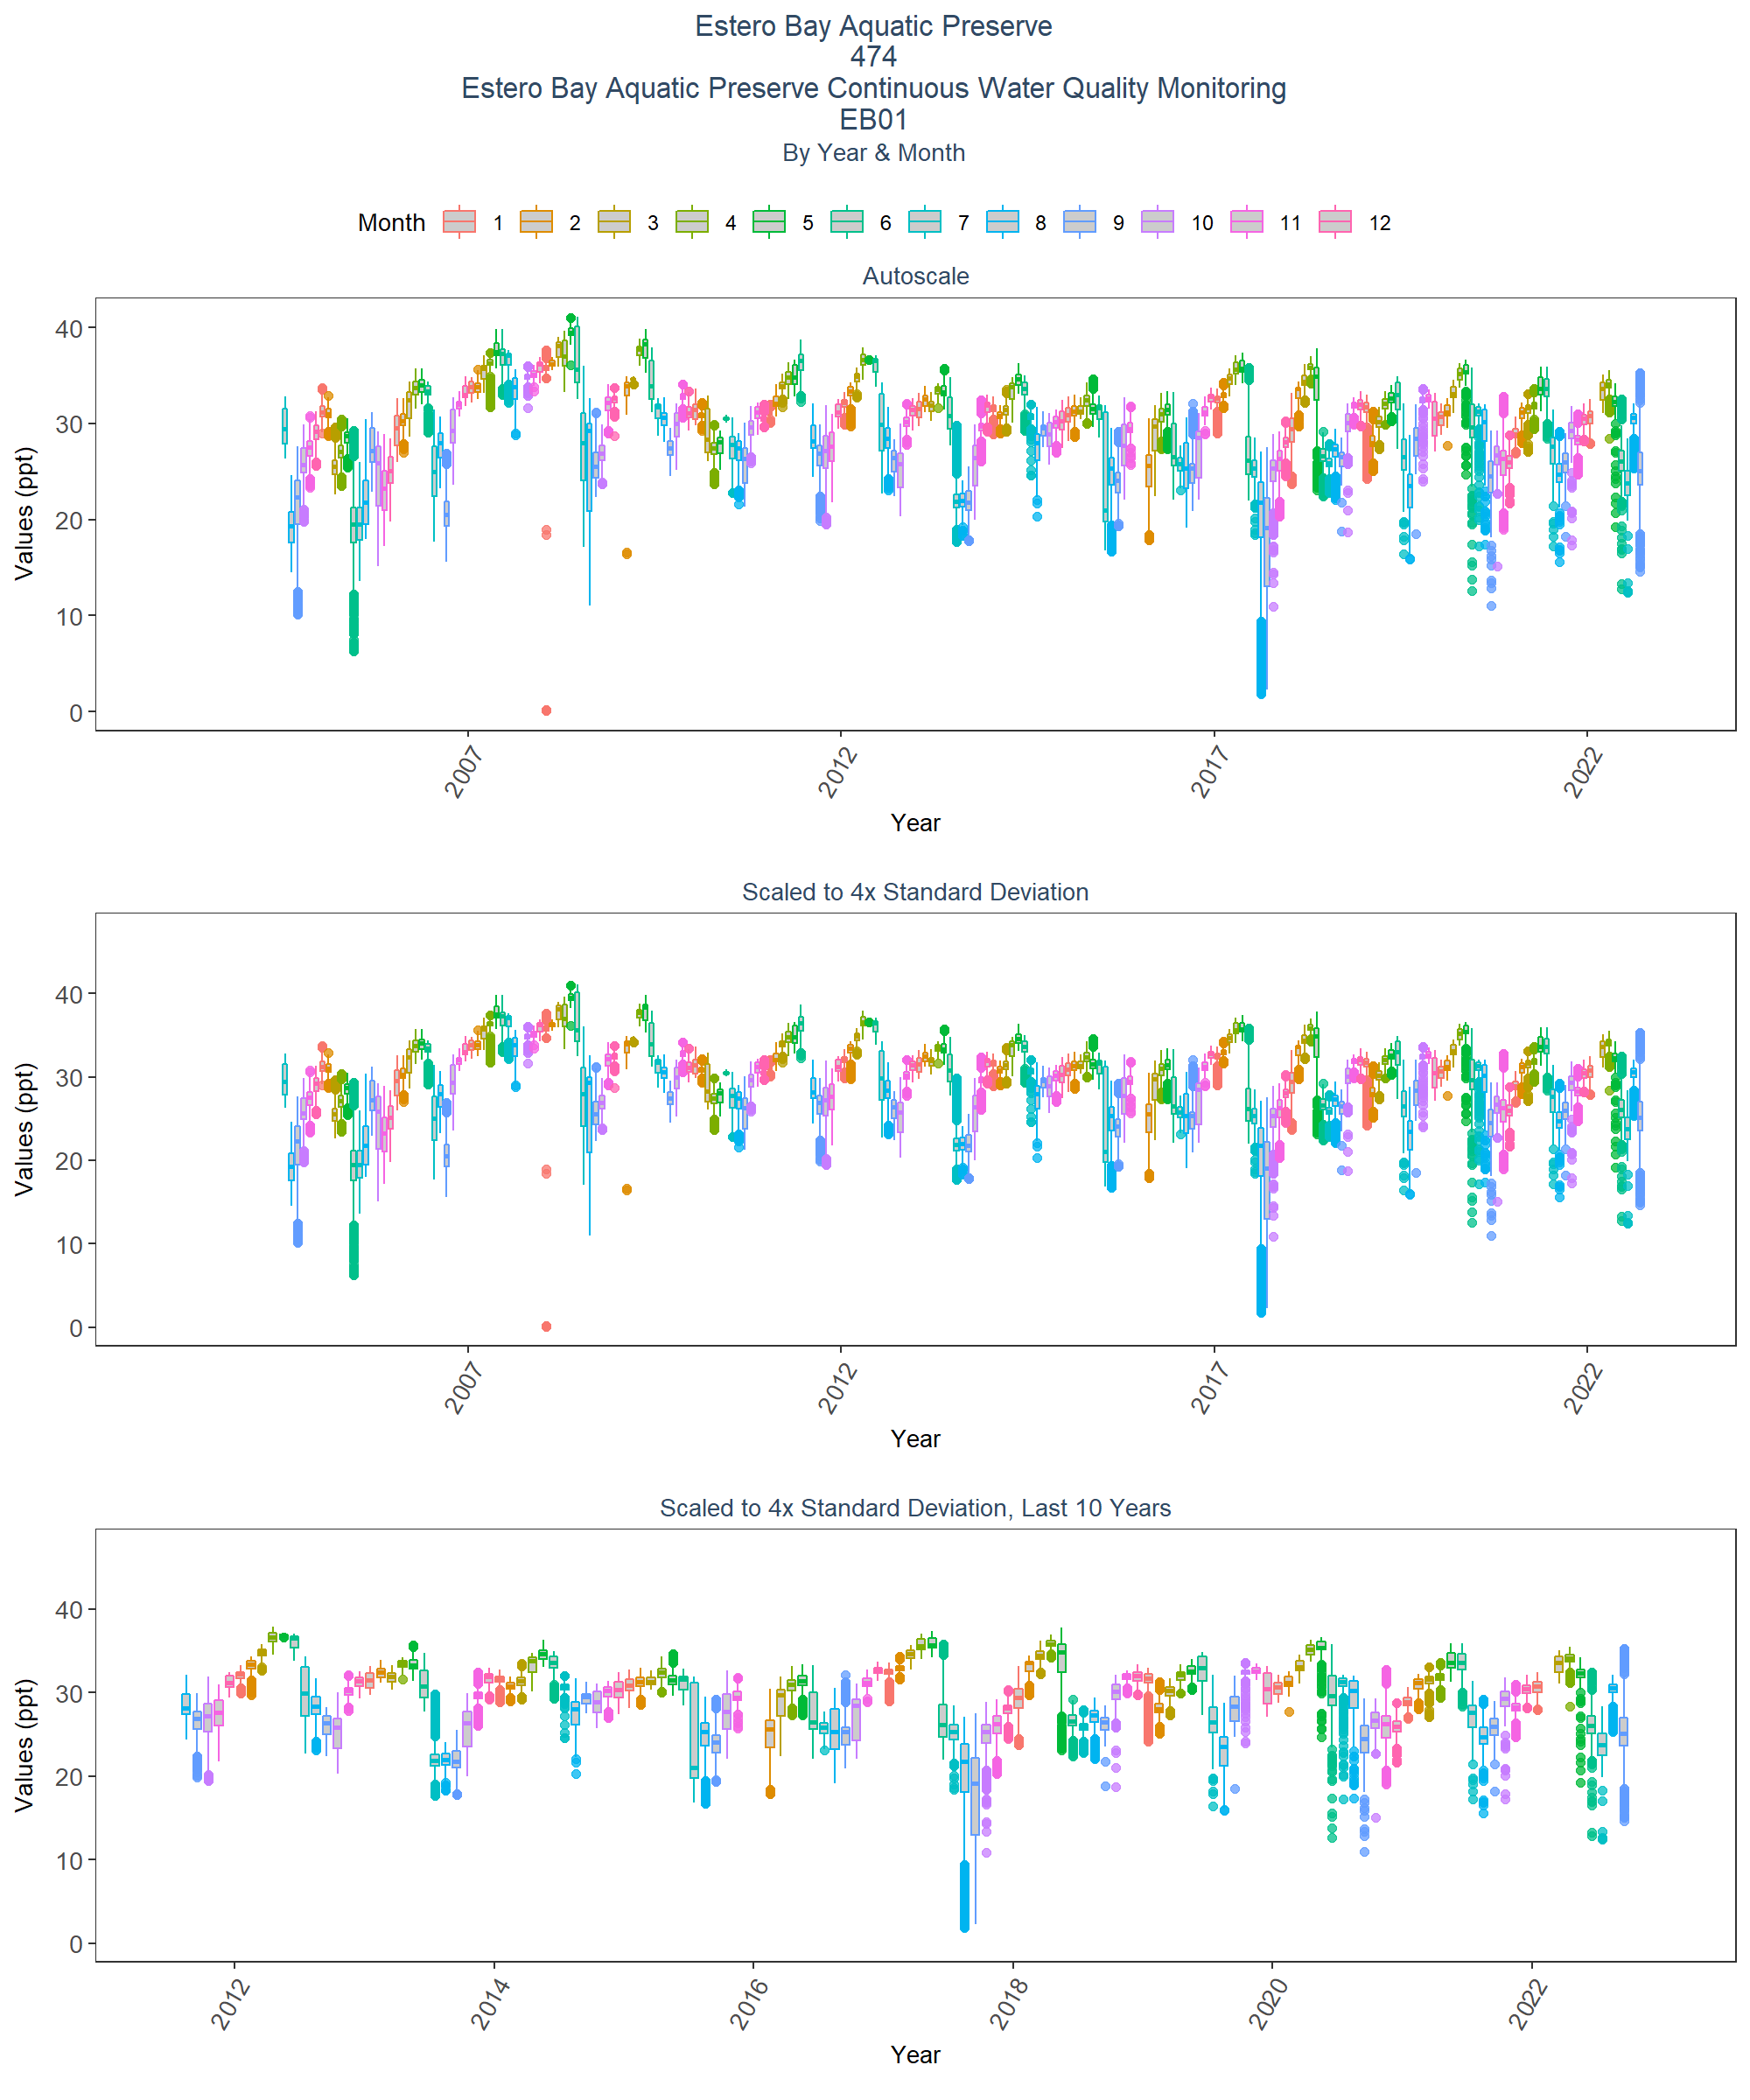 Estero Bay Aquatic Preserve
474
Estero Bay Aquatic Preserve Continuous Water Quality Monitoring
EB01
By Year & Month
Month 1 2 3 4 5 6 7 8 9 10 11 12
Autoscale
Values (ppt)
40
30
20
10
0
2007 2012 2017 2022
Year
Scaled to 4x Standard Deviation
Values (ppt)
40
30
20
10
0
2007 2012 2017 2022
Year
Scaled to 4x Standard Deviation, Last 10 Years
Values (ppt)
40
30
20
10
0
2012 2014 2016 2018 2020 2022
Year